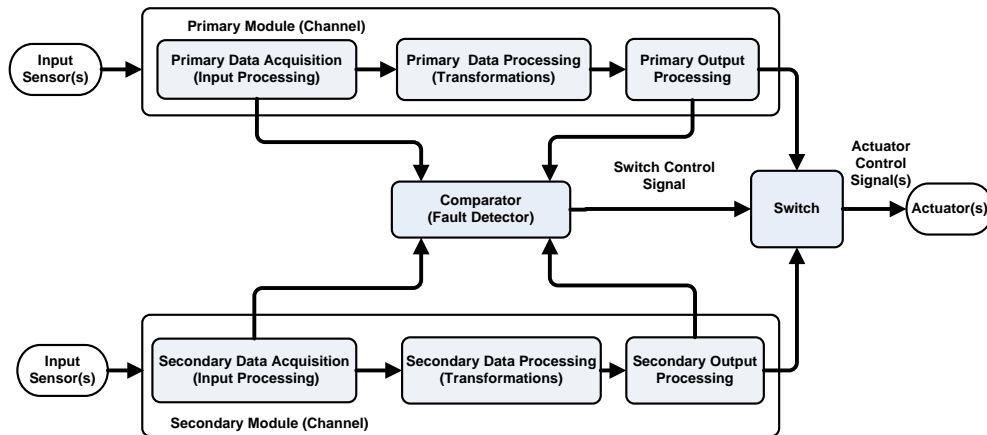 Primary Module (Channel)
Input
Sensor(s)
Primary Data Acquisition
(Input Processing)
Primary Data Processing
(Transformations)
Primary Output
Processing
Switch Control
Signal
Actuator
Control
Signal(s)
Comparator
(Fault Detector)
Switch
Actuator(s)
Input
Sensor(s)
Secondary Data Acquisition
(Input Processing)
Secondary Data Processing
(Transformations)
Secondary Output
Processing
Secondary Module (Channel)